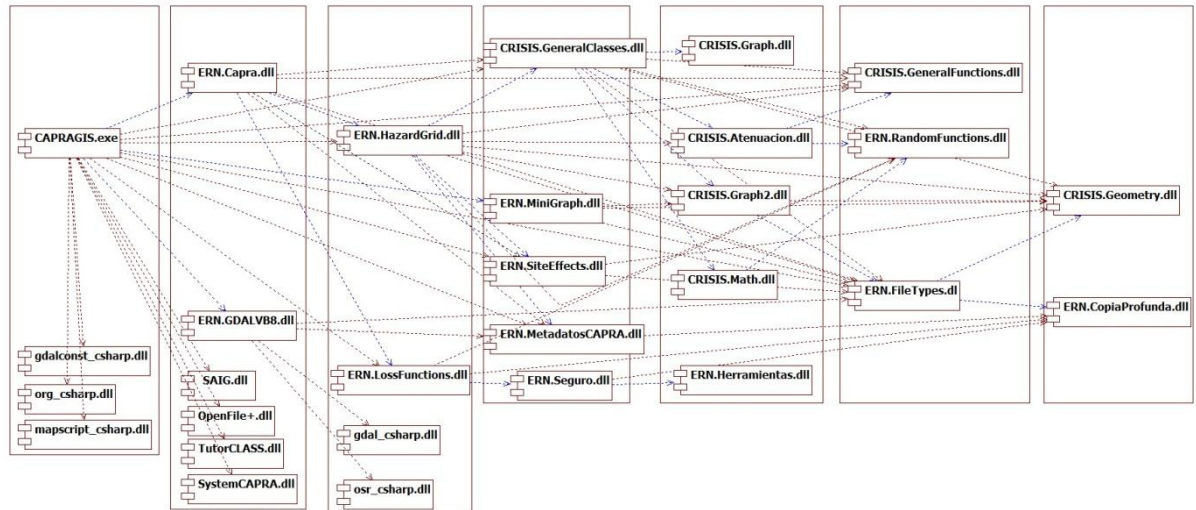 CAPRAGIS.exe
gdalconst_csharp.dll
org_csharp.dll
mapscript_csharp.dll
ERN.Capra.dll
ERN.GDALVB8.dll
SAIG.dll
OpenFile+.dll
TutorCLASS.dll
SystemCAPRA.dll
ERN.HazardGrid.dll
ERN.LossFunctions.dll
gdal_csharp.dll
osr_csharp.dll
CRISIS.GeneralClasses.dll
ERN.MiniGraph.dll
ERN.SiteEffects.dll
ERN.MetadatosCAPRA.dll
ERN.Seguro.dll
CRISIS.Graph.dll
CRISIS.Atenuacion.dll
CRISIS.Graph2.dll
CRISIS.Math.dll
ERN.Herramientas.dll
CRISIS.GeneralFunctions.dll
ERN.RandomFunctions.dll
ERN.FileTypes.dl
CRISIS.Geometry.dll
ERN.CopiaProfunda.dll